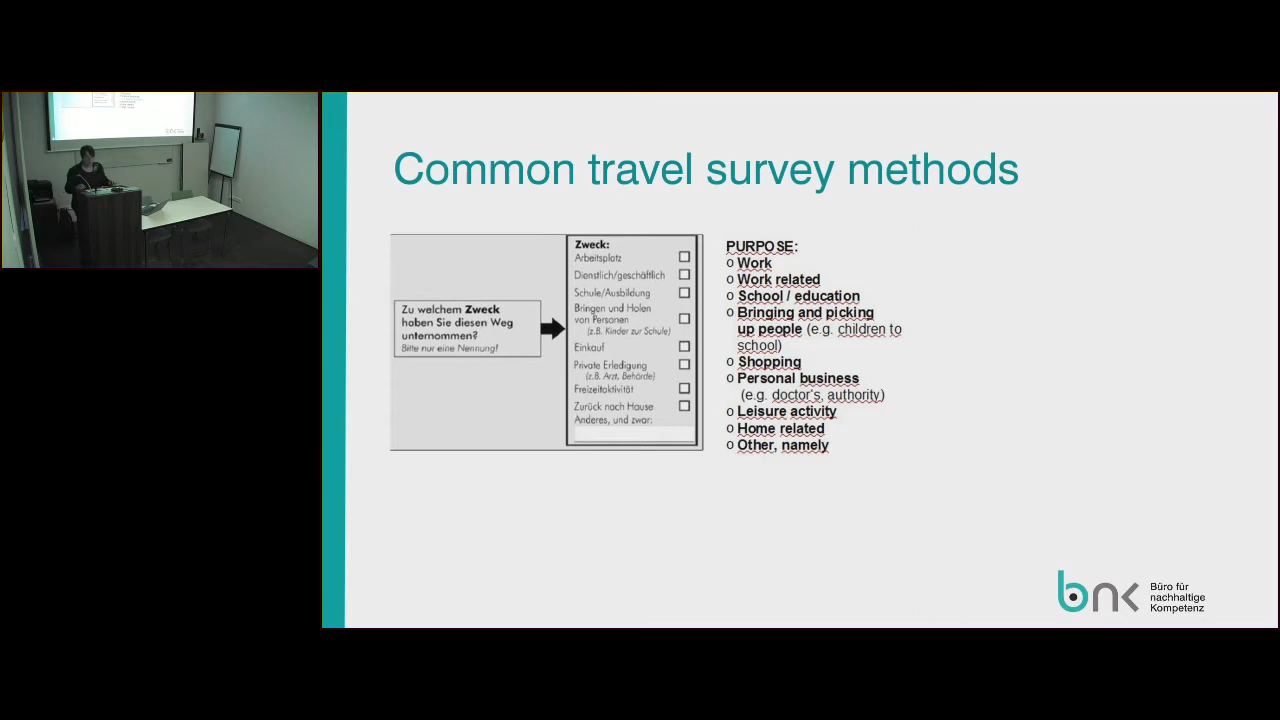 Common travel survey methods
Zu welchem Zweck
haben Sie diesen Weg
unternommen?
Bitte nur eine Nennung!
Zweck:
Arbeitsplatz
Dienstlich/geschäftlich
Schule/Ausbildung
Bringen und Holen
von Personen
(z.B. Kinder zur Schule)
Einkauf
Private Erledigung
(z.B. Arzt, Behörde)
Freizeitaktivität
Zurück nach Hause
Anderes, und zwar:
PURPOSE:
o Work
o Work related
o School / education
o Bringing and picking
up people (e.g. children to
school)
o Shopping
o Personal business
(e.g. doctor's, authority)
o Leisure activity
o Home related
o Other, namely
bnk
Büro für
nachhaltige
Kompetenz